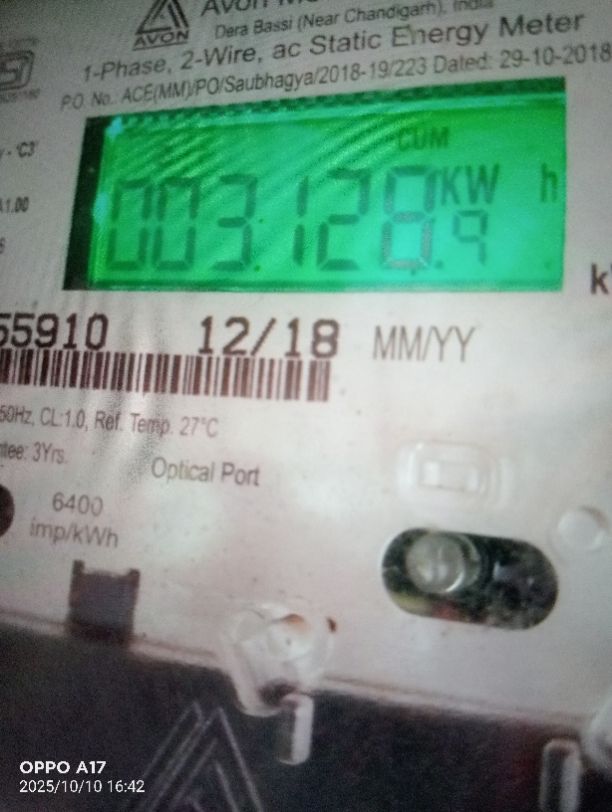 AVON
Dera Bassi (Near Chandigarh), India
1-Phase, 2-Wire, ac Static Energy Meter
P.O. No. ACE(MM)/PO/Saubhagya/2018-19/223 Dated: 29-10-2018
CUM
003128.9 KW h
55910 12/18 MM/YY
50Hz, CL:1.0, Ref. Temp. 27°C
3Yrs.
Optical Port
6400
imp/kWh
OPPO A17
2025/10/10 16:42